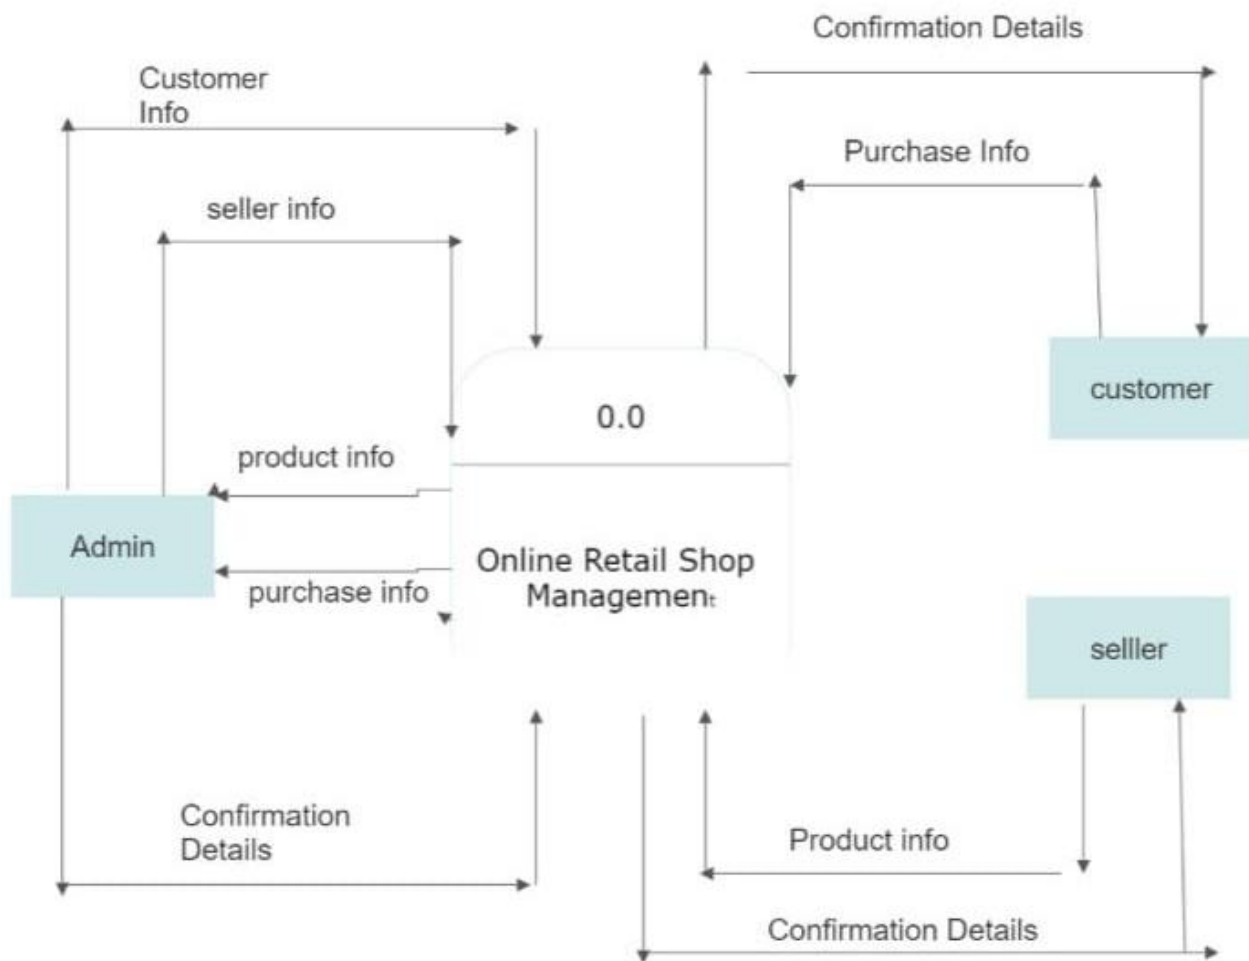 Confirmation Details
Customer
Info
Purchase Info
seller info
customer
0.0
product info
Admin
Online Retail Shop
Management
purchase info
selller
Confirmation
Details
Product info
Confirmation Details